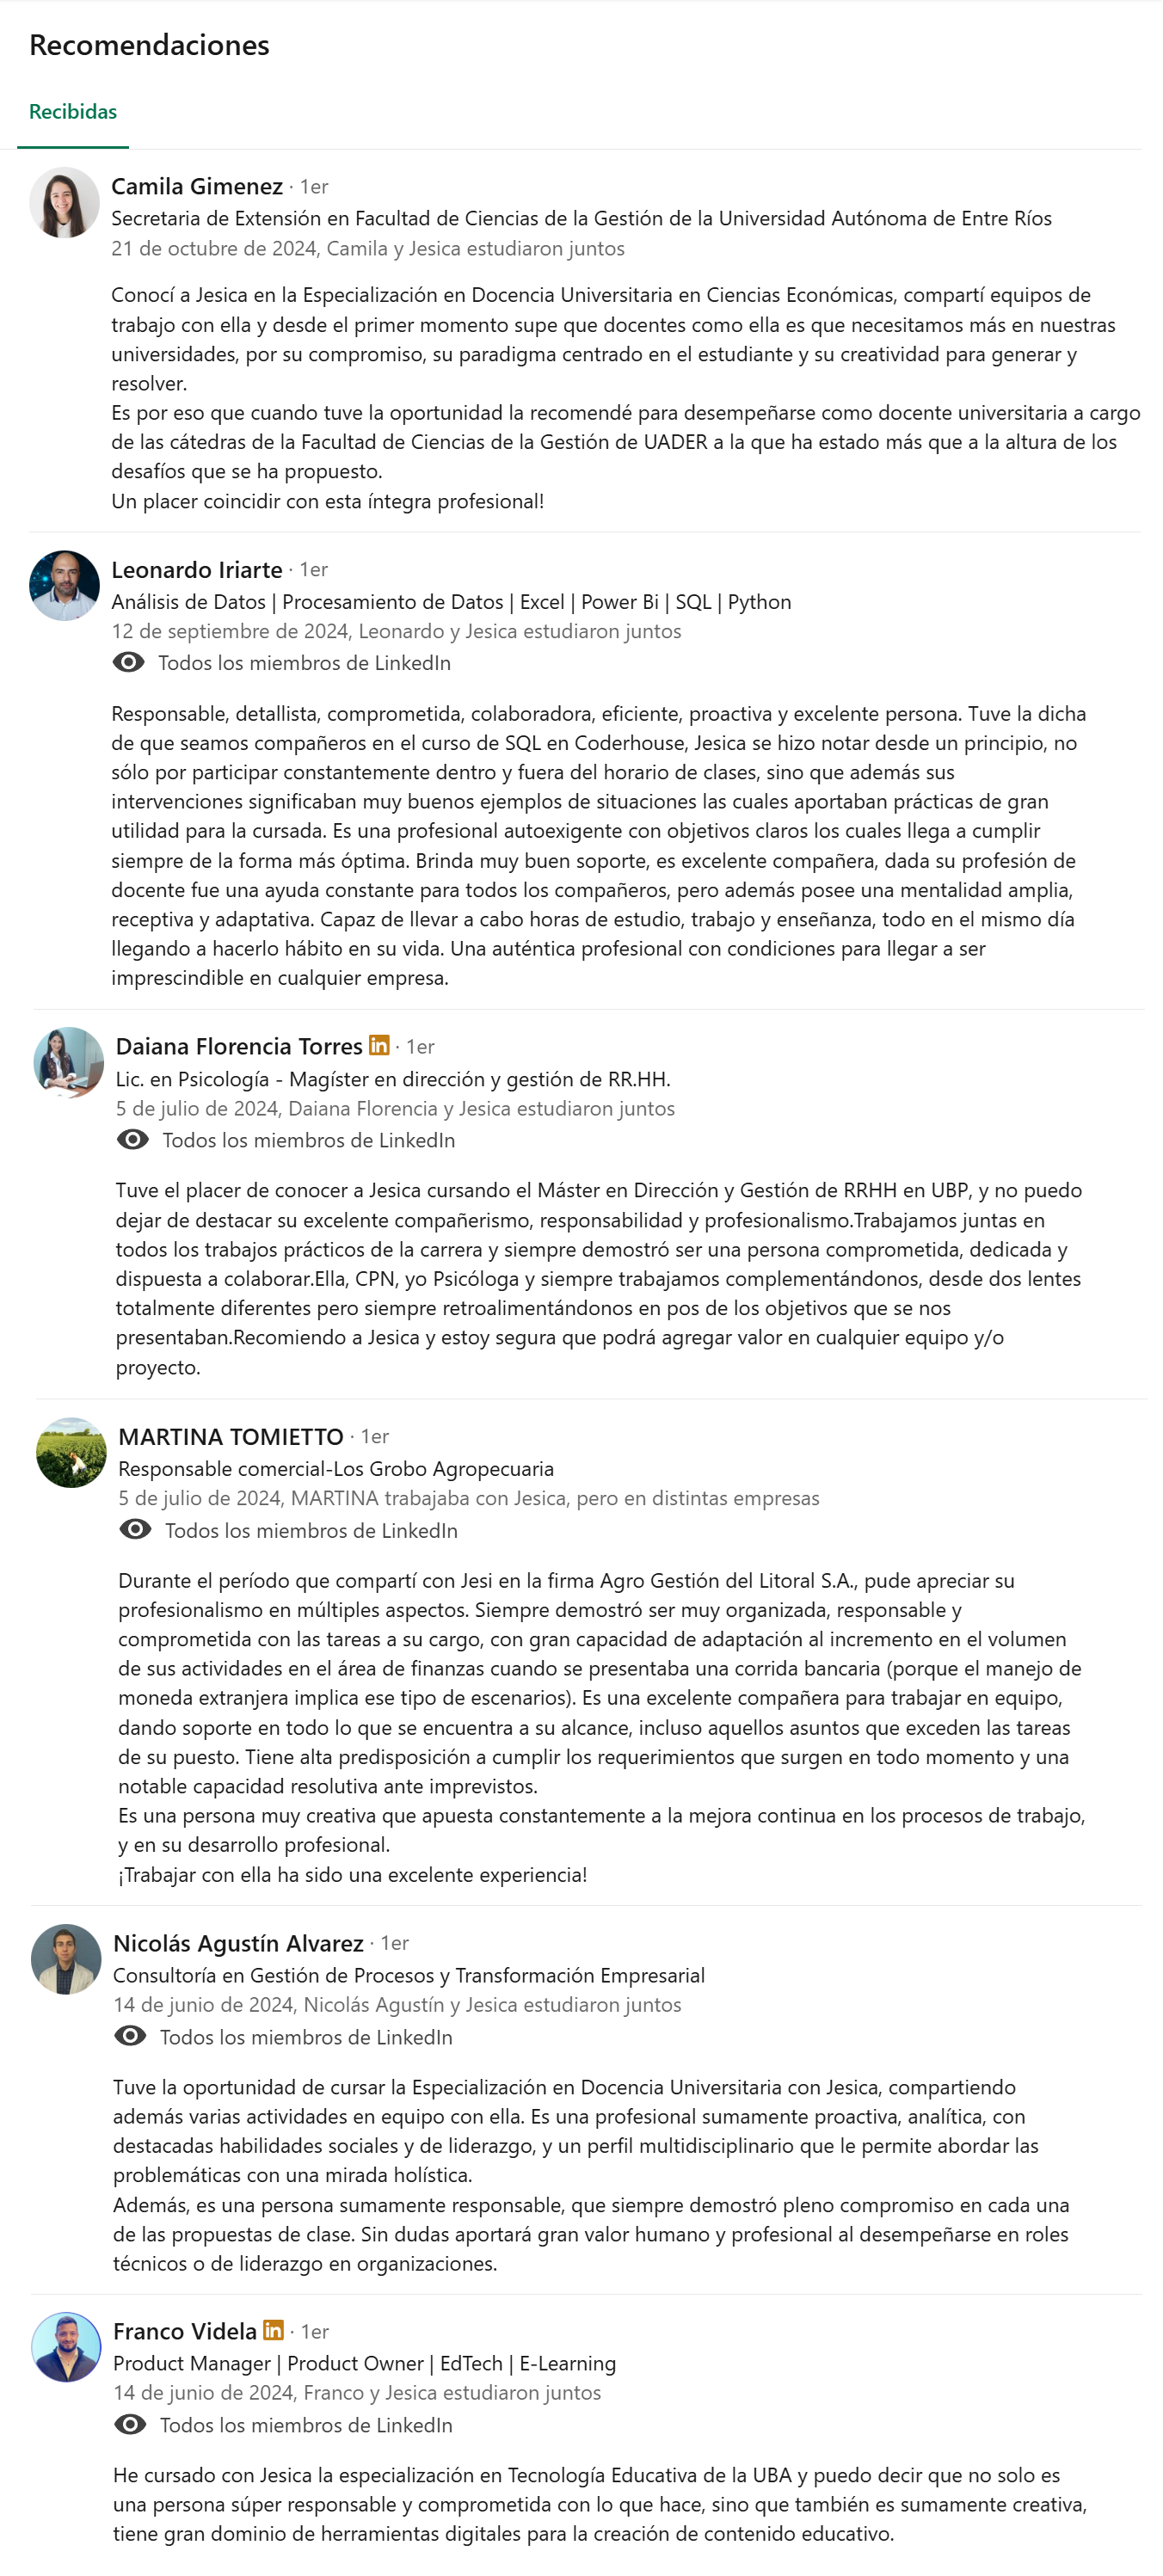 Recomendaciones
Recibidas
Camila Gimenez · 1er
Secretaria de Extensión en Facultad de Ciencias de la Gestión de la Universidad Autónoma de Entre Ríos
21 de octubre de 2024, Camila y Jesica estudiaron juntos
Conocí a Jesica en la Especialización en Docencia Universitaria en Ciencias Económicas, compartí equipos de
trabajo con ella y desde el primer momento supe que docentes como ella es que necesitamos más en nuestras
universidades, por su compromiso, su paradigma centrado en el estudiante y su creatividad para generar y
resolver.
Es por eso que cuando tuve la oportunidad la recomendé para desempeñarse como docente universitaria a cargo
de las cátedras de la Facultad de Ciencias de la Gestión de UADER a la que ha estado más que a la altura de los
desafíos que se ha propuesto.
Un placer coincidir con esta íntegra profesional!
Leonardo Iriarte · 1er
Análisis de Datos | Procesamiento de Datos | Excel | Power Bi | SQL | Python
12 de septiembre de 2024, Leonardo y Jesica estudiaron juntos
Todos los miembros de LinkedIn
Responsable, detallista, comprometida, colaboradora, eficiente, proactiva y excelente persona. Tuve la dicha
de que seamos compañeros en el curso de SQL en Coderhouse, Jesica se hizo notar desde un principio, no
sólo por participar constantemente dentro y fuera del horario de clases, sino que además sus
intervenciones significaban muy buenos ejemplos de situaciones las cuales aportaban prácticas de gran
utilidad para la cursada. Es una profesional autoexigente con objetivos claros los cuales llega a cumplir
siempre de la forma más óptima. Brinda muy buen soporte, es excelente compañera, dada su profesión de
docente fue una ayuda constante para todos los compañeros, pero además posee una mentalidad amplia,
receptiva y adaptativa. Capaz de llevar a cabo horas de estudio, trabajo y enseñanza, todo en el mismo día
llegando a hacerlo hábito en su vida. Una auténtica profesional con condiciones para llegar a ser
imprescindible en cualquier empresa.
Daiana Florencia Torres in · 1er
Lic. en Psicología - Magíster en dirección y gestión de RR.HH.
5 de julio de 2024, Daiana Florencia y Jesica estudiaron juntos
Todos los miembros de LinkedIn
Tuve el placer de conocer a Jesica cursando el Máster en Dirección y Gestión de RRHH en UBP, y no puedo
dejar de destacar su excelente compañerismo, responsabilidad y profesionalismo.Trabajamos juntas en
todos los trabajos prácticos de la carrera y siempre demostró ser una persona comprometida, dedicada y
dispuesta a colaborar.Ella, CPN, yo Psicóloga y siempre trabajamos complementándonos, desde dos lentes
totalmente diferentes pero siempre retroalimentándonos en pos de los objetivos que se nos
presentaban.Recomiendo a Jesica y estoy segura que podrá agregar valor en cualquier equipo y/o
proyecto.
MARTINA TOMIETTO · 1er
Responsable comercial-Los Grobo Agropecuaria
5 de julio de 2024, MARTINA trabajaba con Jesica, pero en distintas empresas
Todos los miembros de LinkedIn
Durante el período que compartí con Jesi en la firma Agro Gestión del Litoral S.A., pude apreciar su
profesionalismo en múltiples aspectos. Siempre demostró ser muy organizada, responsable y
comprometida con las tareas a su cargo, con gran capacidad de adaptación al incremento en el volumen
de sus actividades en el área de finanzas cuando se presentaba una corrida bancaria (porque el manejo de
moneda extranjera implica ese tipo de escenarios). Es una excelente compañera para trabajar en equipo,
dando soporte en todo lo que se encuentra a su alcance, incluso aquellos asuntos que exceden las tareas
de su puesto. Tiene alta predisposición a cumplir los requerimientos que surgen en todo momento y una
notable capacidad resolutiva ante imprevistos.
Es una persona muy creativa que apuesta constantemente a la mejora continua en los procesos de trabajo,
y en su desarrollo profesional.
¡Trabajar con ella ha sido una excelente experiencia!
Nicolás Agustín Alvarez · 1er
Consultoría en Gestión de Procesos y Transformación Empresarial
14 de junio de 2024, Nicolás Agustín y Jesica estudiaron juntos
Todos los miembros de LinkedIn
Tuve la oportunidad de cursar la Especialización en Docencia Universitaria con Jesica, compartiendo
además varias actividades en equipo con ella. Es una profesional sumamente proactiva, analítica, con
destacadas habilidades sociales y de liderazgo, y un perfil multidisciplinario que le permite abordar las
problemáticas con una mirada holística.
Además, es una persona sumamente responsable, que siempre demostró pleno compromiso en cada una
de las propuestas de clase. Sin dudas aportará gran valor humano y profesional al desempeñarse en roles
técnicos o de liderazgo en organizaciones.
Franco Videla in · 1er
Product Manager | Product Owner | EdTech | E-Learning
14 de junio de 2024, Franco y Jesica estudiaron juntos
Todos los miembros de LinkedIn
He cursado con Jesica la especialización en Tecnología Educativa de la UBA y puedo decir que no solo es
una persona súper responsable y comprometida con lo que hace, sino que también es sumamente creativa,
tiene gran dominio de herramientas digitales para la creación de contenido educativo.